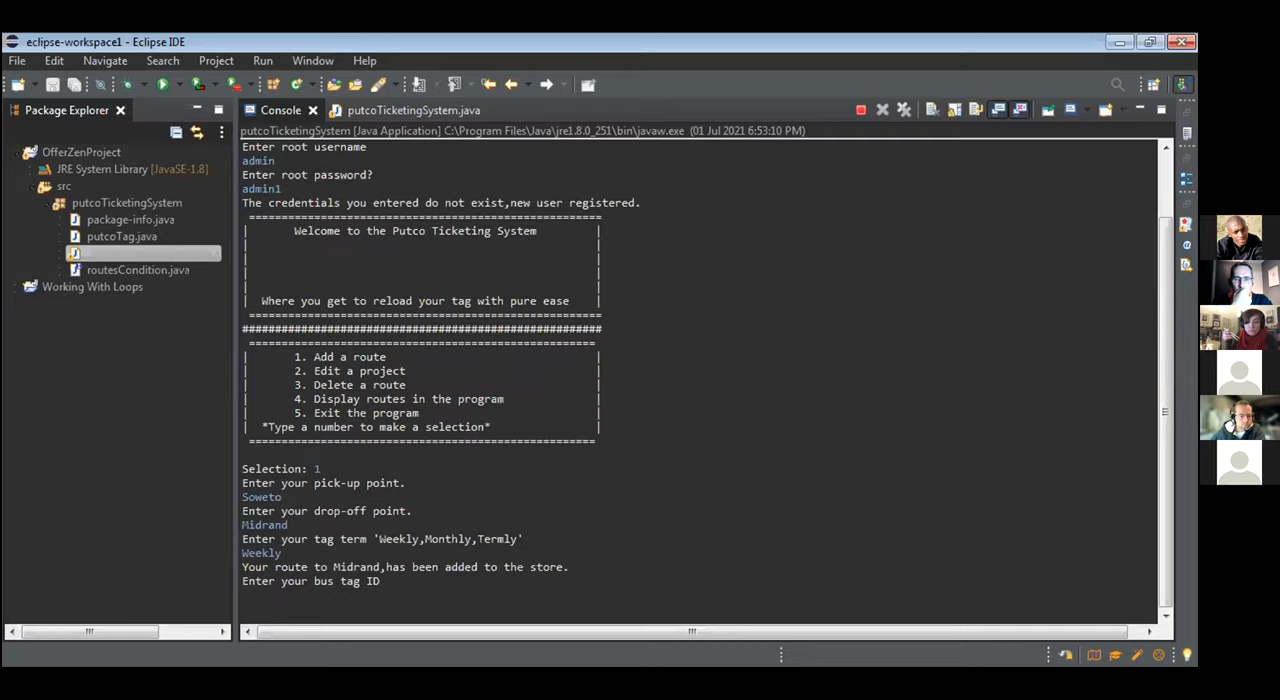 eclipse-workspace1 - Eclipse IDE
File Edit Navigate Search Project Run Window Help
Package Explorer
Console putcoTicketingSystem.java
putcoTicketingSystem [Java Application] C:\Program Files\Java\jre1.8.0_251\bin\javaw.exe (01 Jul 2021 6:53:10 PM)
OfferZenProject
JRE System Library [JavaSE-1.8]
src
putcoTicketingSystem
package-info.java
putcoTag.java
routesCondition.java
Working With Loops
Enter root username
admin
Enter root password?
admin1
The credentials you entered do not exist,new user registered.
======================================================
| Welcome to the Putco Ticketing System |
| |
| |
| |
| |
| Where you get to reload your tag with pure ease |
======================================================
#######################################################
=====================================================
| 1. Add a route |
| 2. Edit a project |
| 3. Delete a route |
| 4. Display routes in the program |
| 5. Exit the program |
| *Type a number to make a selection* |
=====================================================
Selection: 1
Enter your pick-up point.
Soweto
Enter your drop-off point.
Midrand
Enter your tag term 'Weekly,Monthly,Termly'
Weekly
Your route to Midrand,has been added to the store.
Enter your bus tag ID